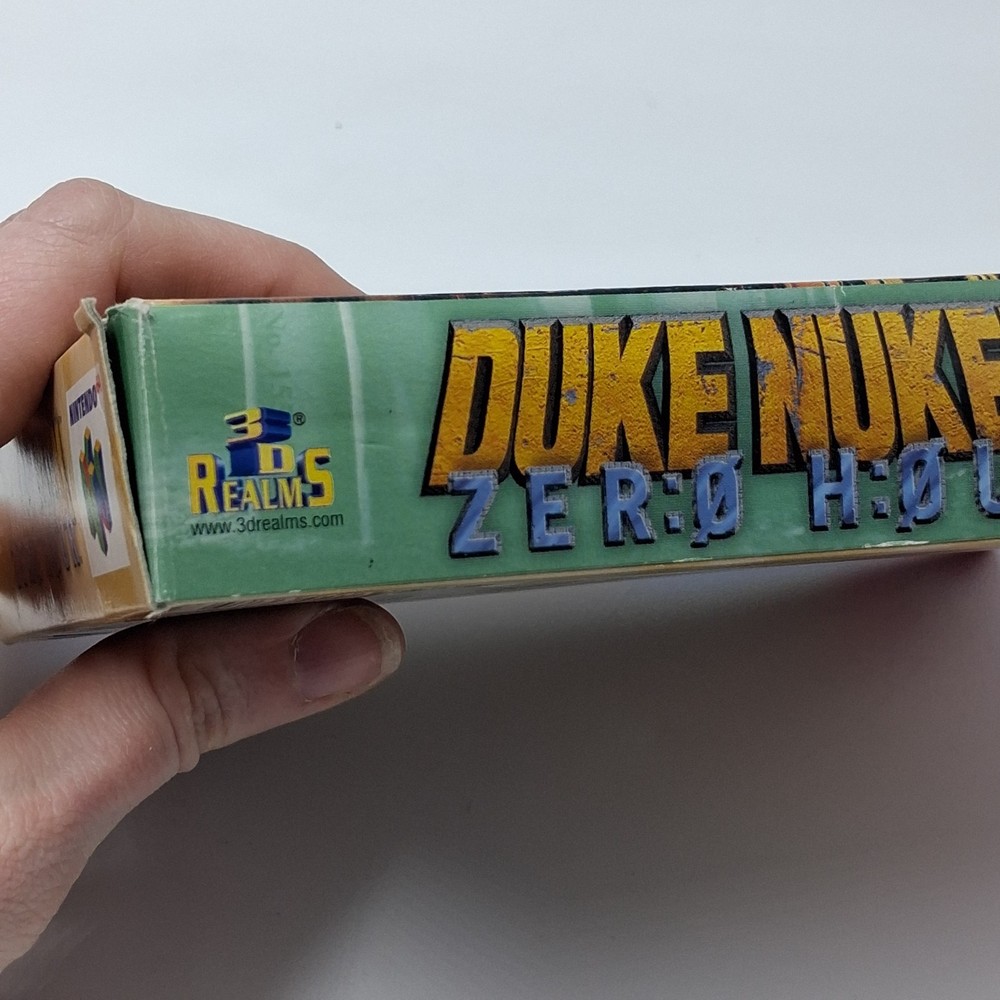 NINTENDO
3D
REALMS®
www.3drealms.com
DUKE NUKE
ZER:Ø H:ØU